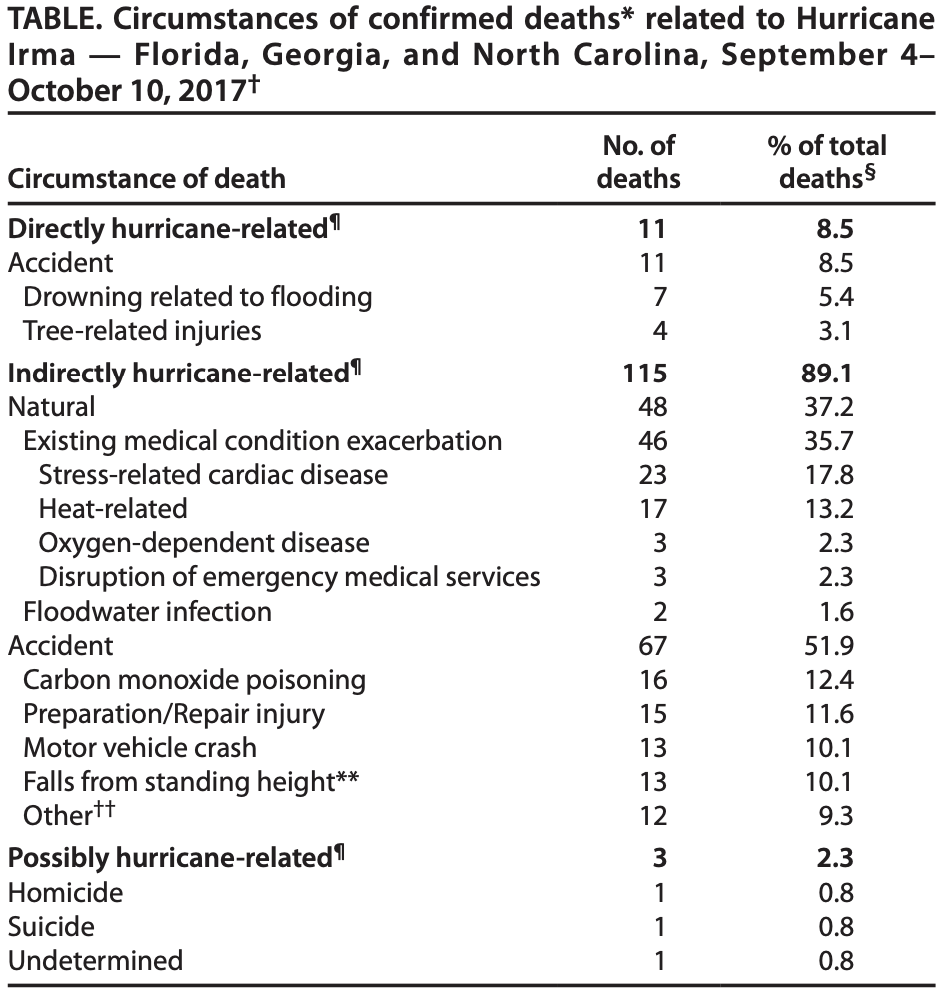 TABLE. Circumstances of confirmed deaths* related to Hurricane
Irma — Florida, Georgia, and North Carolina, September 4–
October 10, 2017†
Circumstance of death No. of deaths % of total deaths§
Directly hurricane-related¶ 11 8.5
Accident 11 8.5
Drowning related to flooding 7 5.4
Tree-related injuries 4 3.1
Indirectly hurricane-related¶ 115 89.1
Natural 48 37.2
Existing medical condition exacerbation 46 35.7
Stress-related cardiac disease 23 17.8
Heat-related 17 13.2
Oxygen-dependent disease 3 2.3
Disruption of emergency medical services 3 2.3
Floodwater infection 2 1.6
Accident 67 51.9
Carbon monoxide poisoning 16 12.4
Preparation/Repair injury 15 11.6
Motor vehicle crash 13 10.1
Falls from standing height** 13 10.1
Other†† 12 9.3
Possibly hurricane-related¶ 3 2.3
Homicide 1 0.8
Suicide 1 0.8
Undetermined 1 0.8